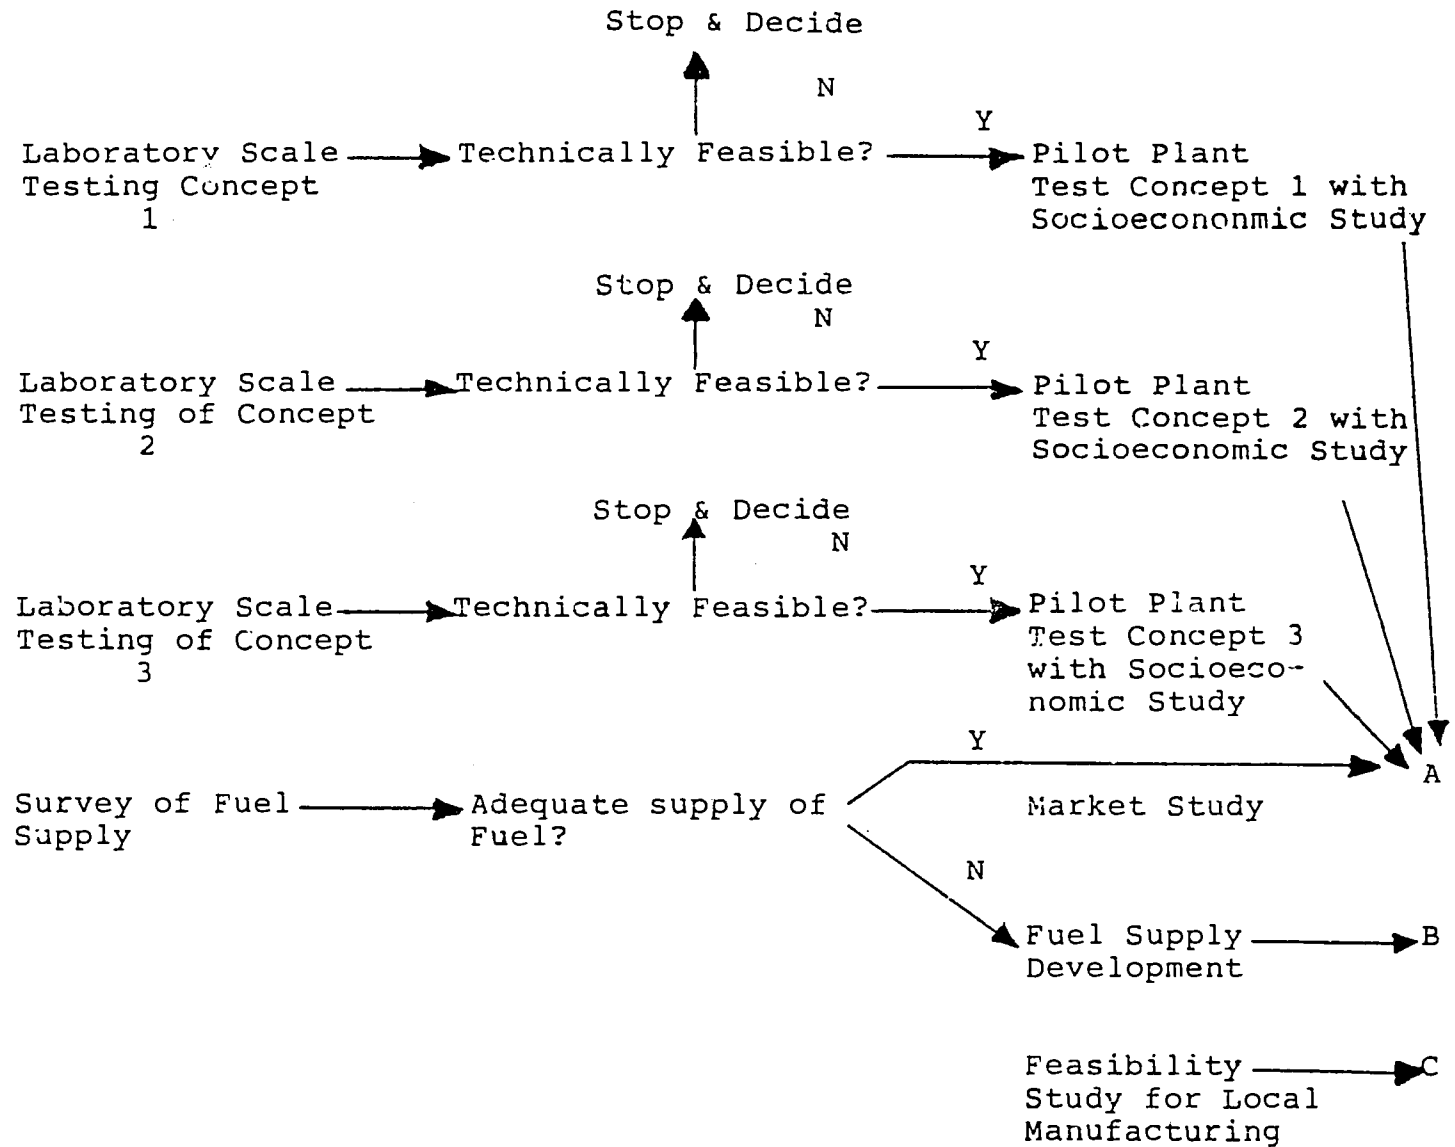 Stop & Decide
N
Y
Laboratory Scale
Testing Concept
1
Technically Feasible?
Pilot Plant
Test Concept 1 with
Socioecononmic Study
Stop & Decide
N
Y
Laboratory Scale
Testing of Concept
2
Technically Feasible?
Pilot Plant
Test Concept 2 with
Socioeconomic Study
Stop & Decide
N
Y
Laboratory Scale
Testing of Concept
3
Technically Feasible?
Pilot Plant
Test Concept 3
with Socioeco-
nomic Study
Y
A
Survey of Fuel
Supply
Adequate supply of
Fuel?
Market Study
N
Fuel Supply
Development
B
Feasibility
Study for Local
Manufacturing
C